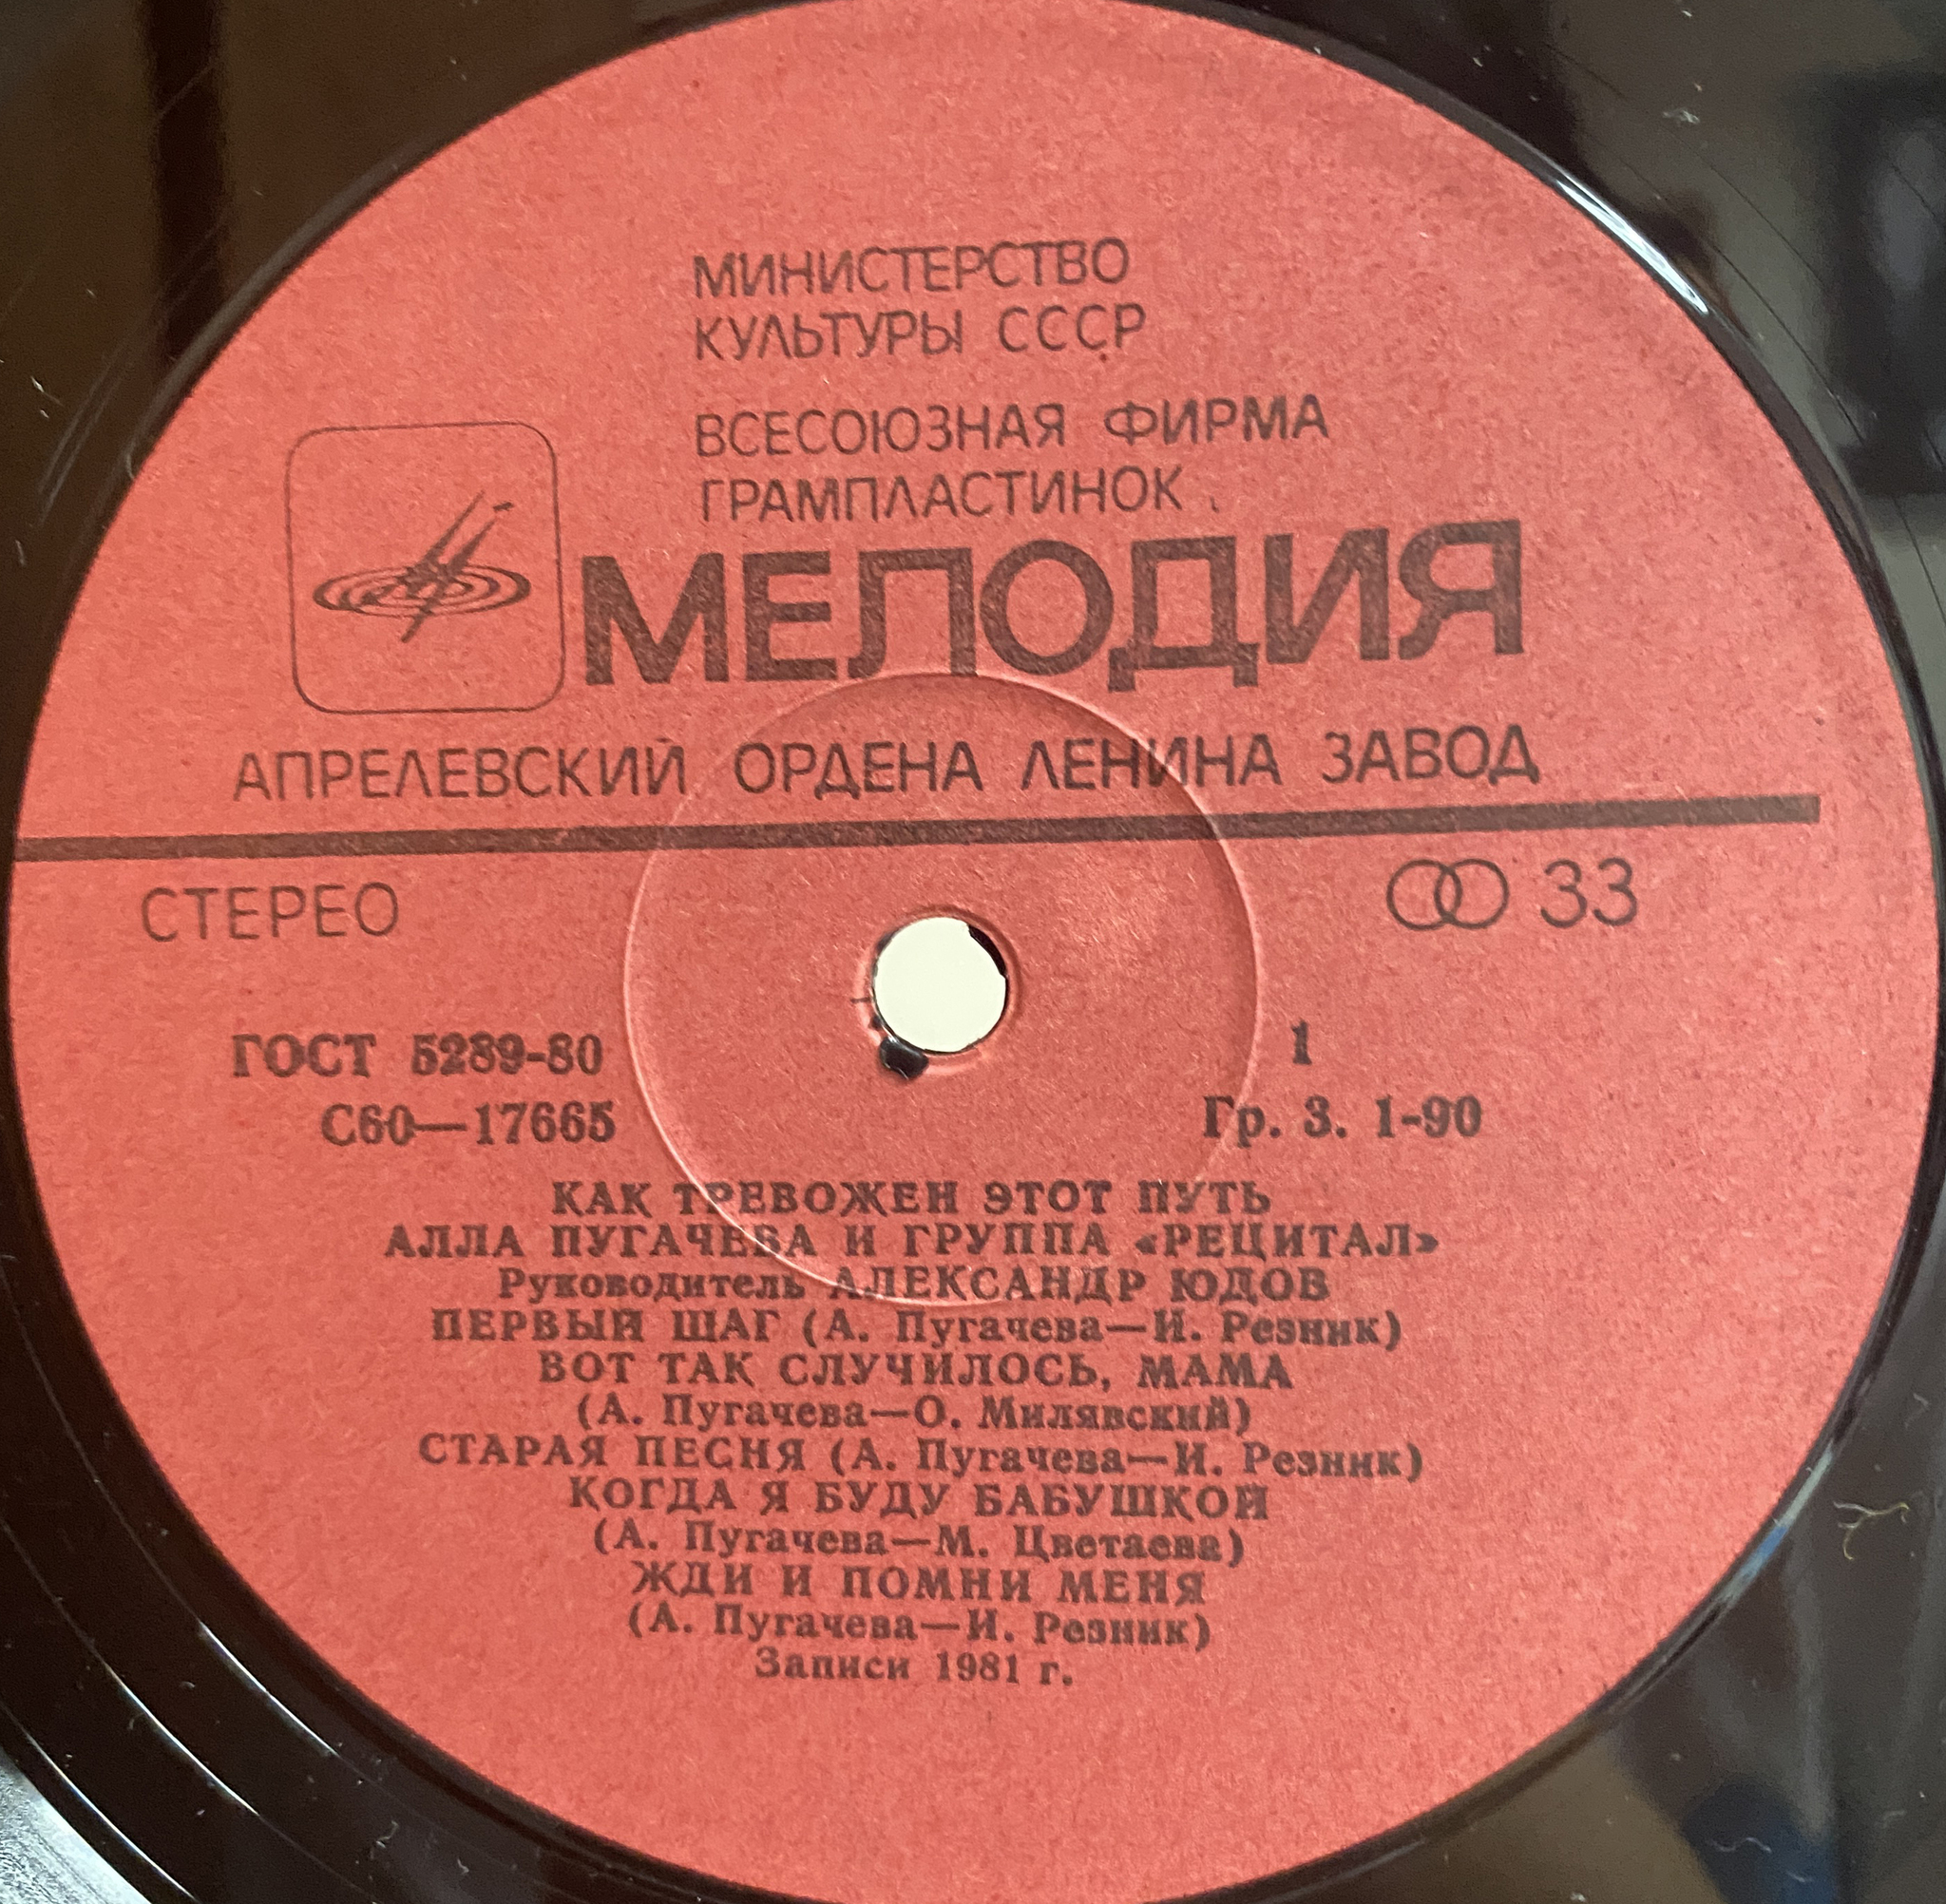 МИНИСТЕРСТВО
КУЛЬТУРЫ СССР
ВСЕСОЮЗНАЯ ФИРМА
ГРАМПЛАСТИНОК
МЕЛОДИЯ
АПРЕЛЕВСКИЙ ОРДЕНА ЛЕНИНА ЗАВОД
СТЕРЕО 33
ГОСТ 5289-80 1
С60—17665 Гр. 3. 1-90
КАК ТРЕВОЖЕН ЭТОТ ПУТЬ
АЛЛА ПУГАЧЕВА И ГРУППА «РЕЦИТАЛ»
Руководитель АЛЕКСАНДР ЮДОВ
ПЕРВЫЙ ШАГ (А. Пугачева—И. Резник)
ВОТ ТАК СЛУЧИЛОСЬ, МАМА
(А. Пугачева—О. Милявский)
СТАРАЯ ПЕСНЯ (А. Пугачева—И. Резник)
КОГДА Я БУДУ БАБУШКОЙ
(А. Пугачева—М. Цветаева)
ЖДИ И ПОМНИ МЕНЯ
(А. Пугачева—И. Резник)
Записи 1981 г.